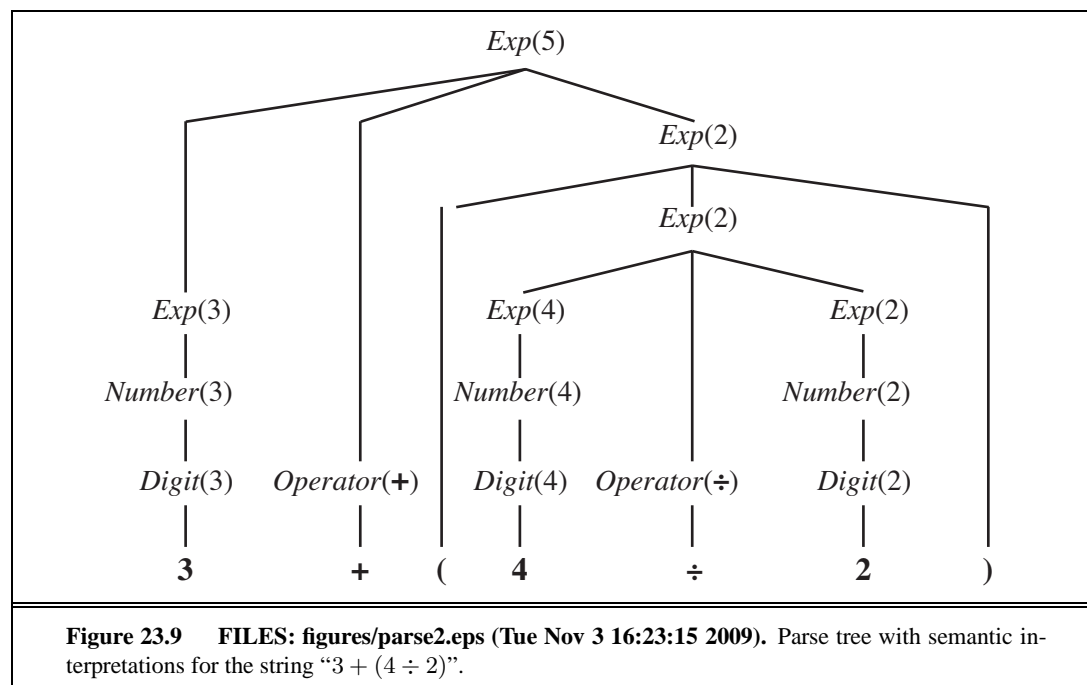 Exp(5)
Exp(2)
Exp(2)
Exp(3) Exp(4) Exp(2)
Number(3) Number(4) Number(2)
Digit(3) Operator(+) Digit(4) Operator(÷) Digit(2)
3 + ( 4 ÷ 2 )
Figure 23.9 FILES: figures/parse2.eps (Tue Nov 3 16:23:15 2009). Parse tree with semantic in-
terpretations for the string “3 + (4 ÷ 2)”.